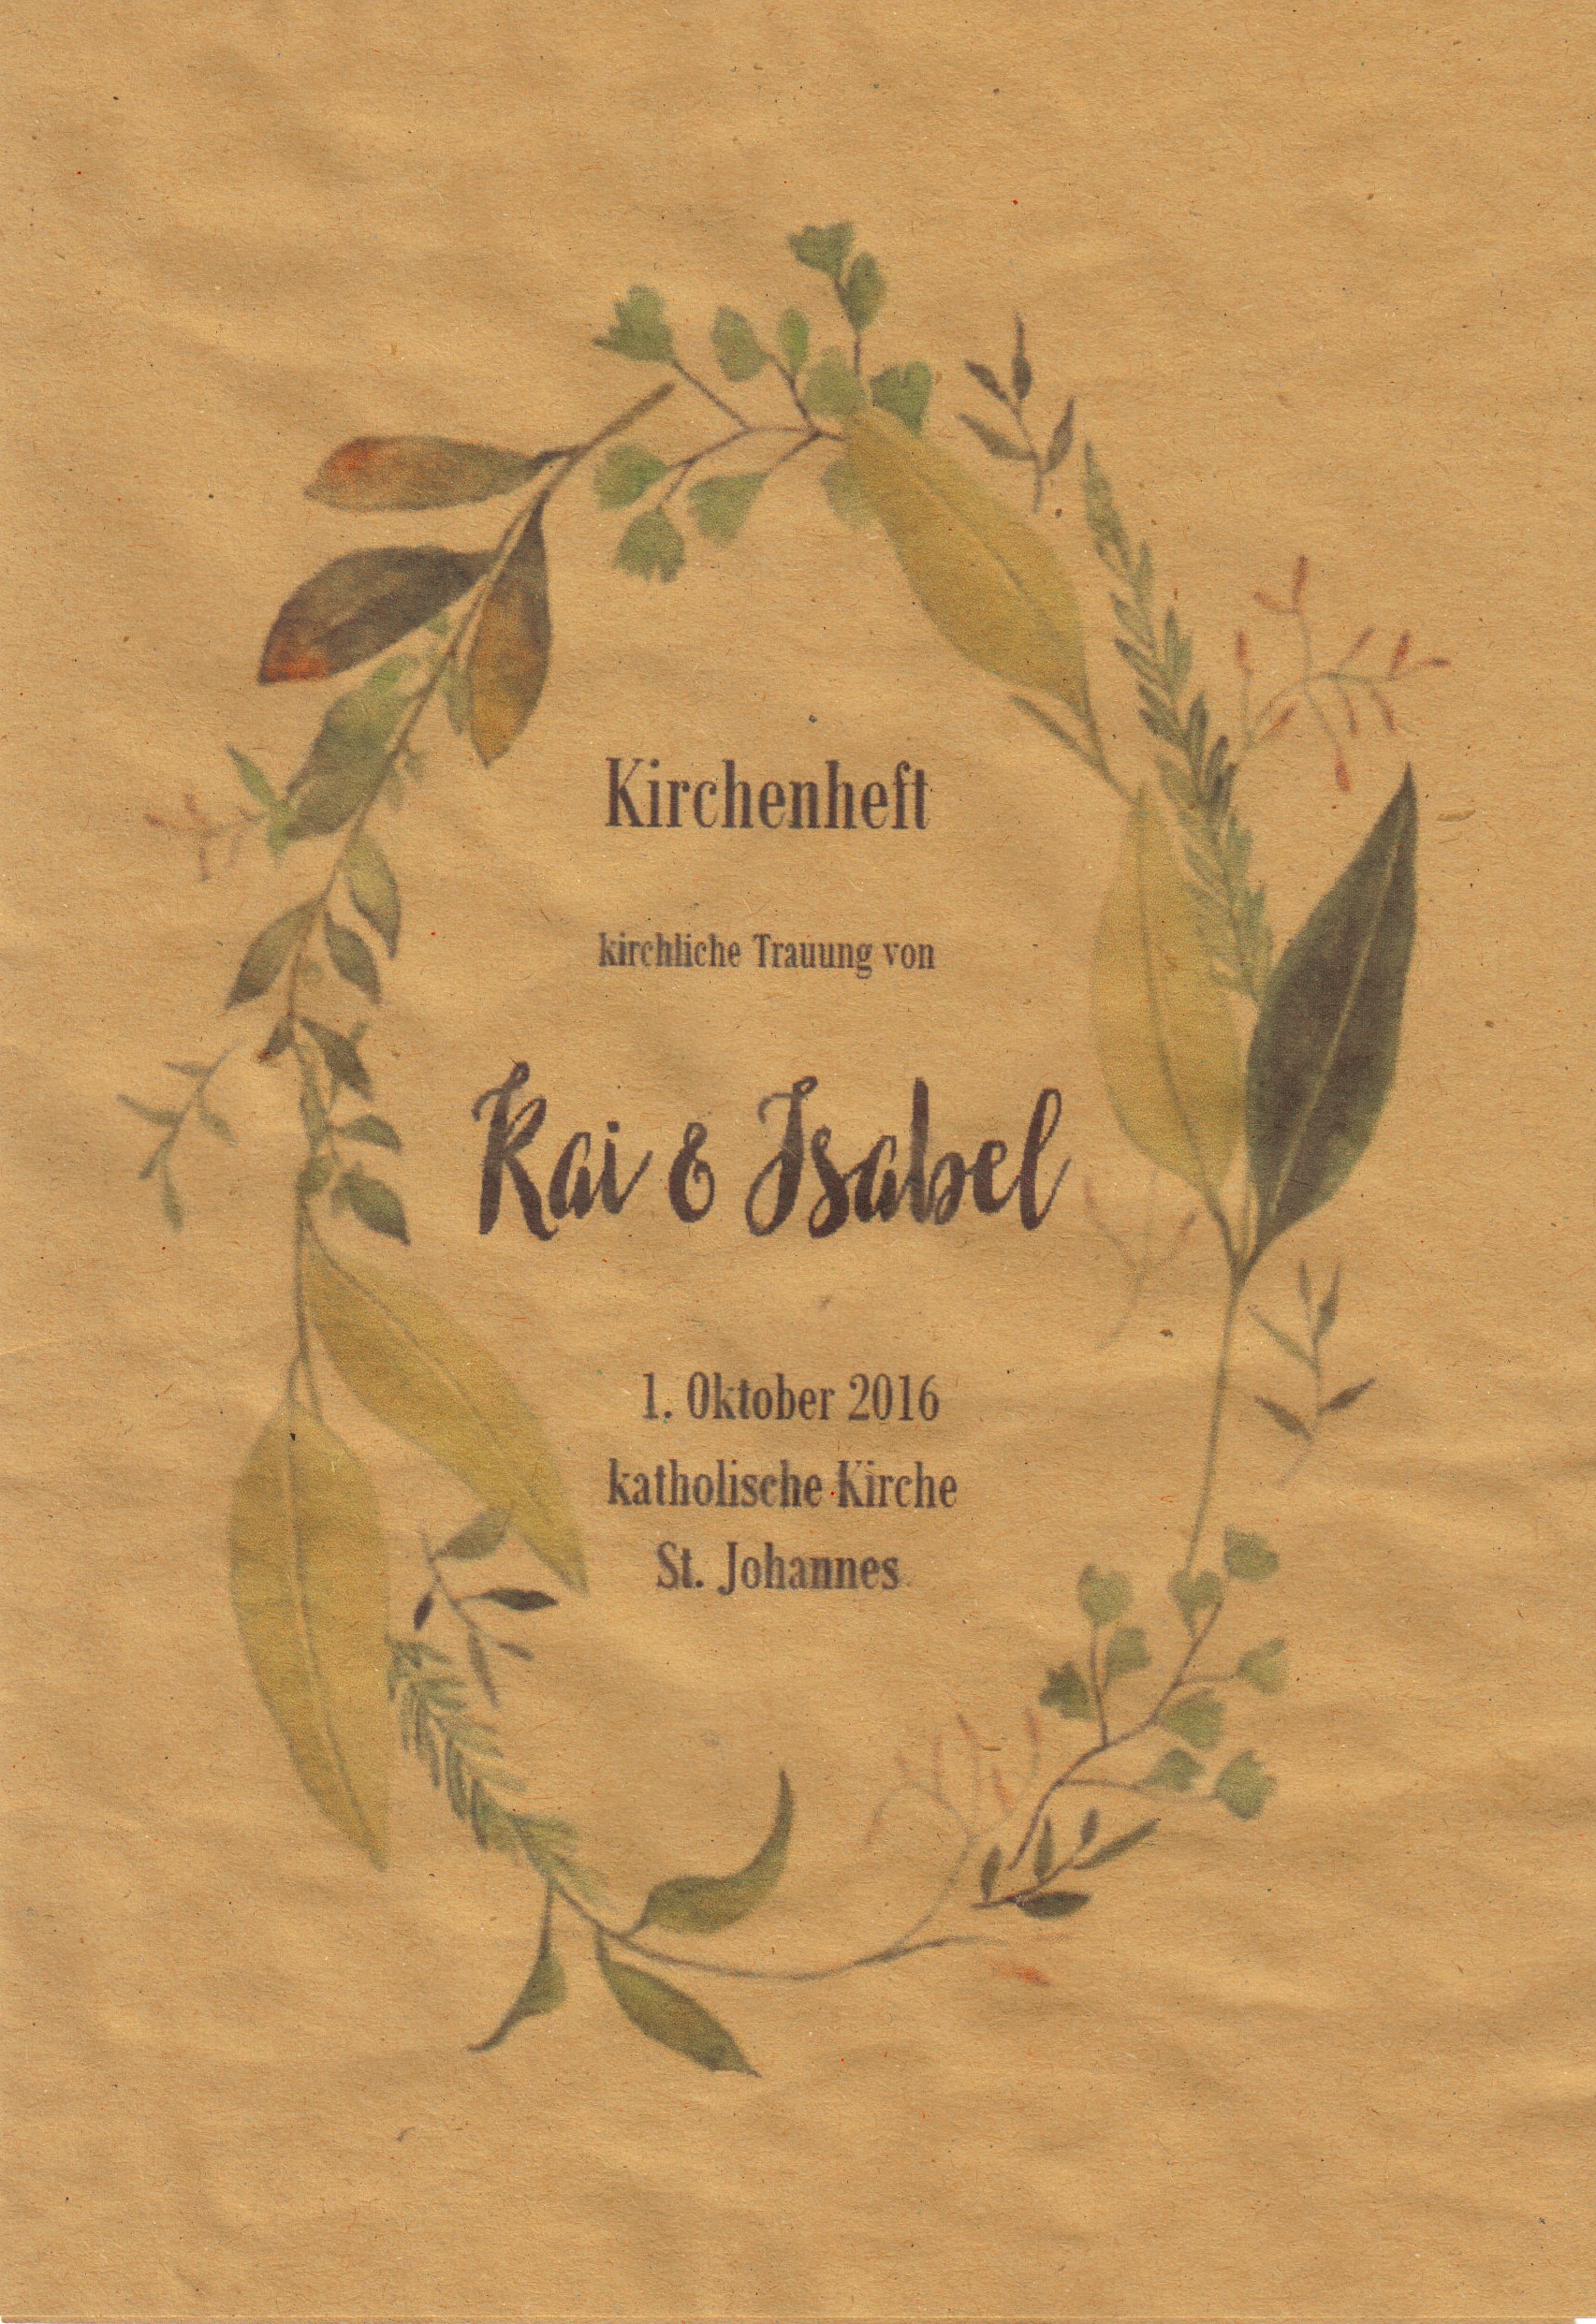 Kirchenheft
kirchliche Trauung von
Kai & Isabel
1. Oktober 2016
katholische Kirche
St. Johannes